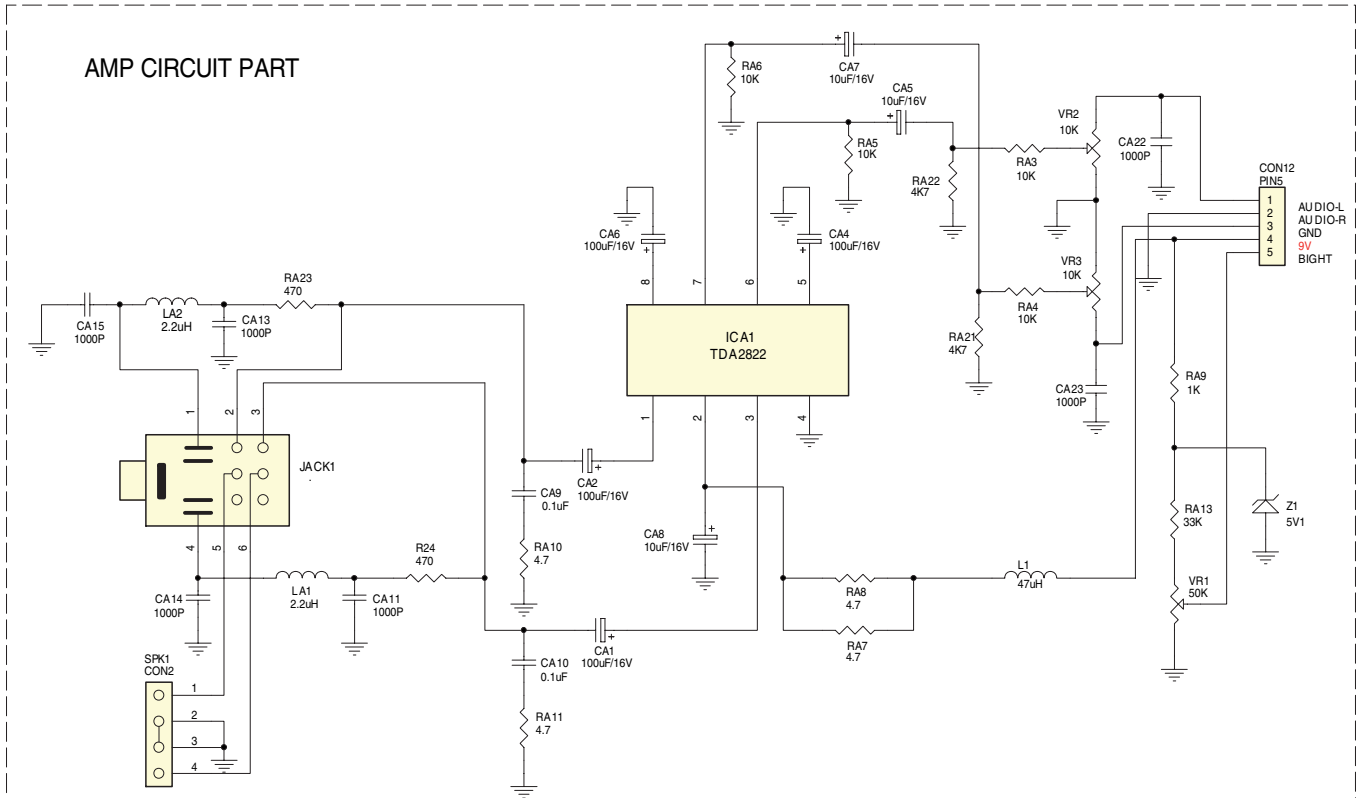 AMP CIRCUIT PART
RA6
10K
CA7
10uF/16V
CA5
10uF/16V
RA5
10K
RA22
4K7
RA3
10K
VR2
10K
CA22
1000P
CON12
PIN5
1
2
3
4
5
AUDIO-L
AUDIO-R
GND
9V
BIGHT
CA6
100uF/16V
CA4
100uF/16V
8
7
6
5
ICA1
TDA2822
1
2
3
4
VR3
10K
RA4
10K
RA21
4K7
CA23
1000P
RA9
1K
RA13
33K
Z1
5V1
VR1
50K
RA23
470
LA2
2.2uH
CA15
1000P
CA13
1000P
1
2
3
JACK1
.
4
5
6
CA2
100uF/16V
CA9
0.1uF
RA10
4.7
CA8
10uF/16V
RA8
4.7
RA7
4.7
L1
47uH
R24
470
LA1
2.2uH
CA14
1000P
CA11
1000P
CA1
100uF/16V
CA10
0.1uF
RA11
4.7
SPK1
CON2
1
2
3
4